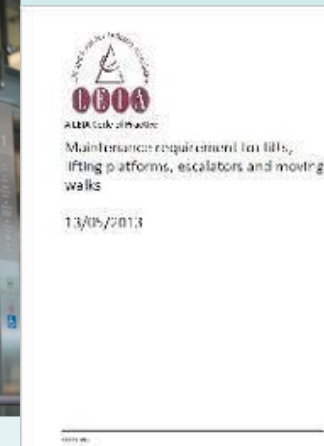 LEIA
A LEIA Code of Practice
Maintenance requirement for lifts,
lifting platforms, escalators and moving
walks
13/05/2013